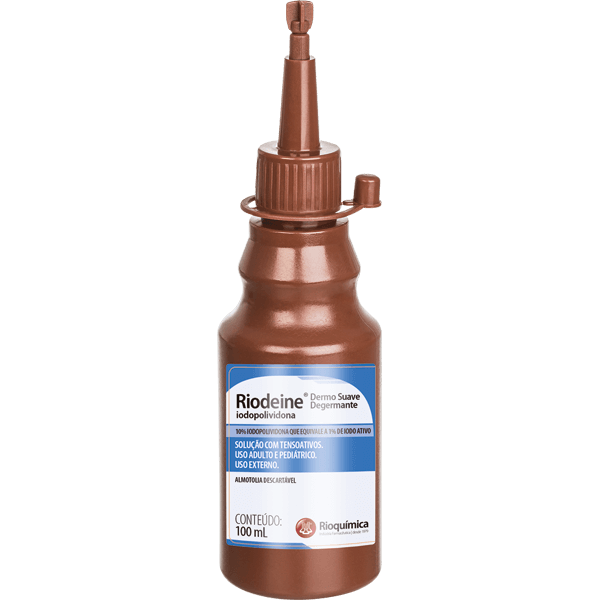 Riodeine® Dermo Suave
Degermante
iodopolividona
10% IODOPOLIVIDONA QUE EQUIVALE A 1% DE IODO ATIVO
SOLUÇÃO COM TENSOATIVOS.
USO ADULTO E PEDIÁTRICO.
USO EXTERNO.
ALMOTOLIA DESCARTÁVEL
CONTEÚDO:
100 mL
Rioquímica